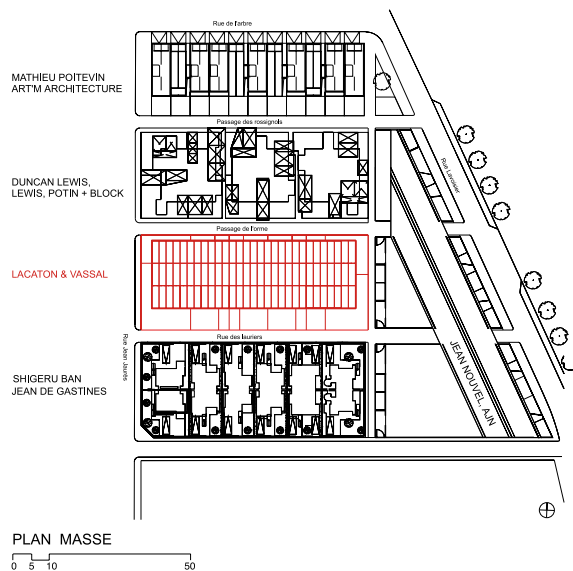 Rue de l'arbre
MATHIEU POITEVIN
ART'M ARCHITECTURE
Passage des rossignols
DUNCAN LEWIS,
LEWIS, POTIN + BLOCK
Rue Lavoisier
Passage de l'orme
LACATON & VASSAL
Rue Jean Jaurès
Rue des lauriers
JEAN NOUVEL, AJN
SHIGERU BAN
JEAN DE GASTINES
PLAN MASSE
0 5 10 50